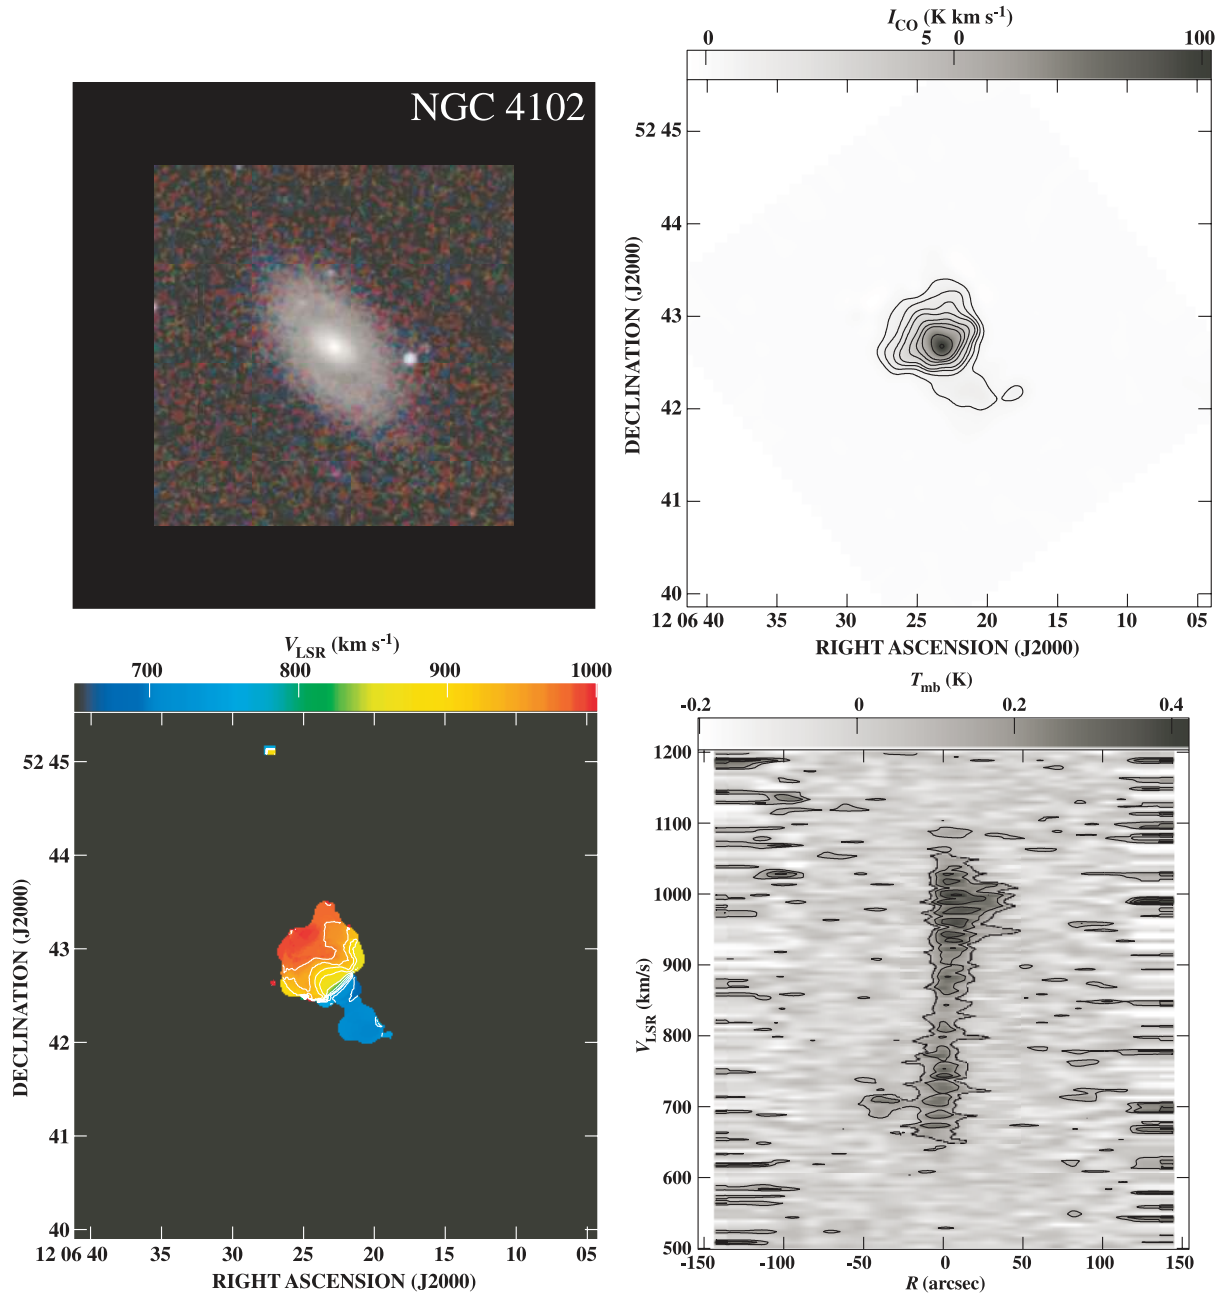 NGC 4102
I_CO (K km s⁻¹)
0 5 0 100
52 45
44
43
42
41
40
DECLINATION (J2000)
12 06 40 35 30 25 20 15 10 05
RIGHT ASCENSION (J2000)
V_LSR (km s⁻¹)
700 800 900 1000
52 45
44
43
42
41
40
DECLINATION (J2000)
12 06 40 35 30 25 20 15 10 05
RIGHT ASCENSION (J2000)
T_mb (K)
-0.2 0 0.2 0.4
1200
1100
1000
900
800
700
600
500
V_LSR (km/s)
-150 -100 -50 0 50 100 150
R (arcsec)